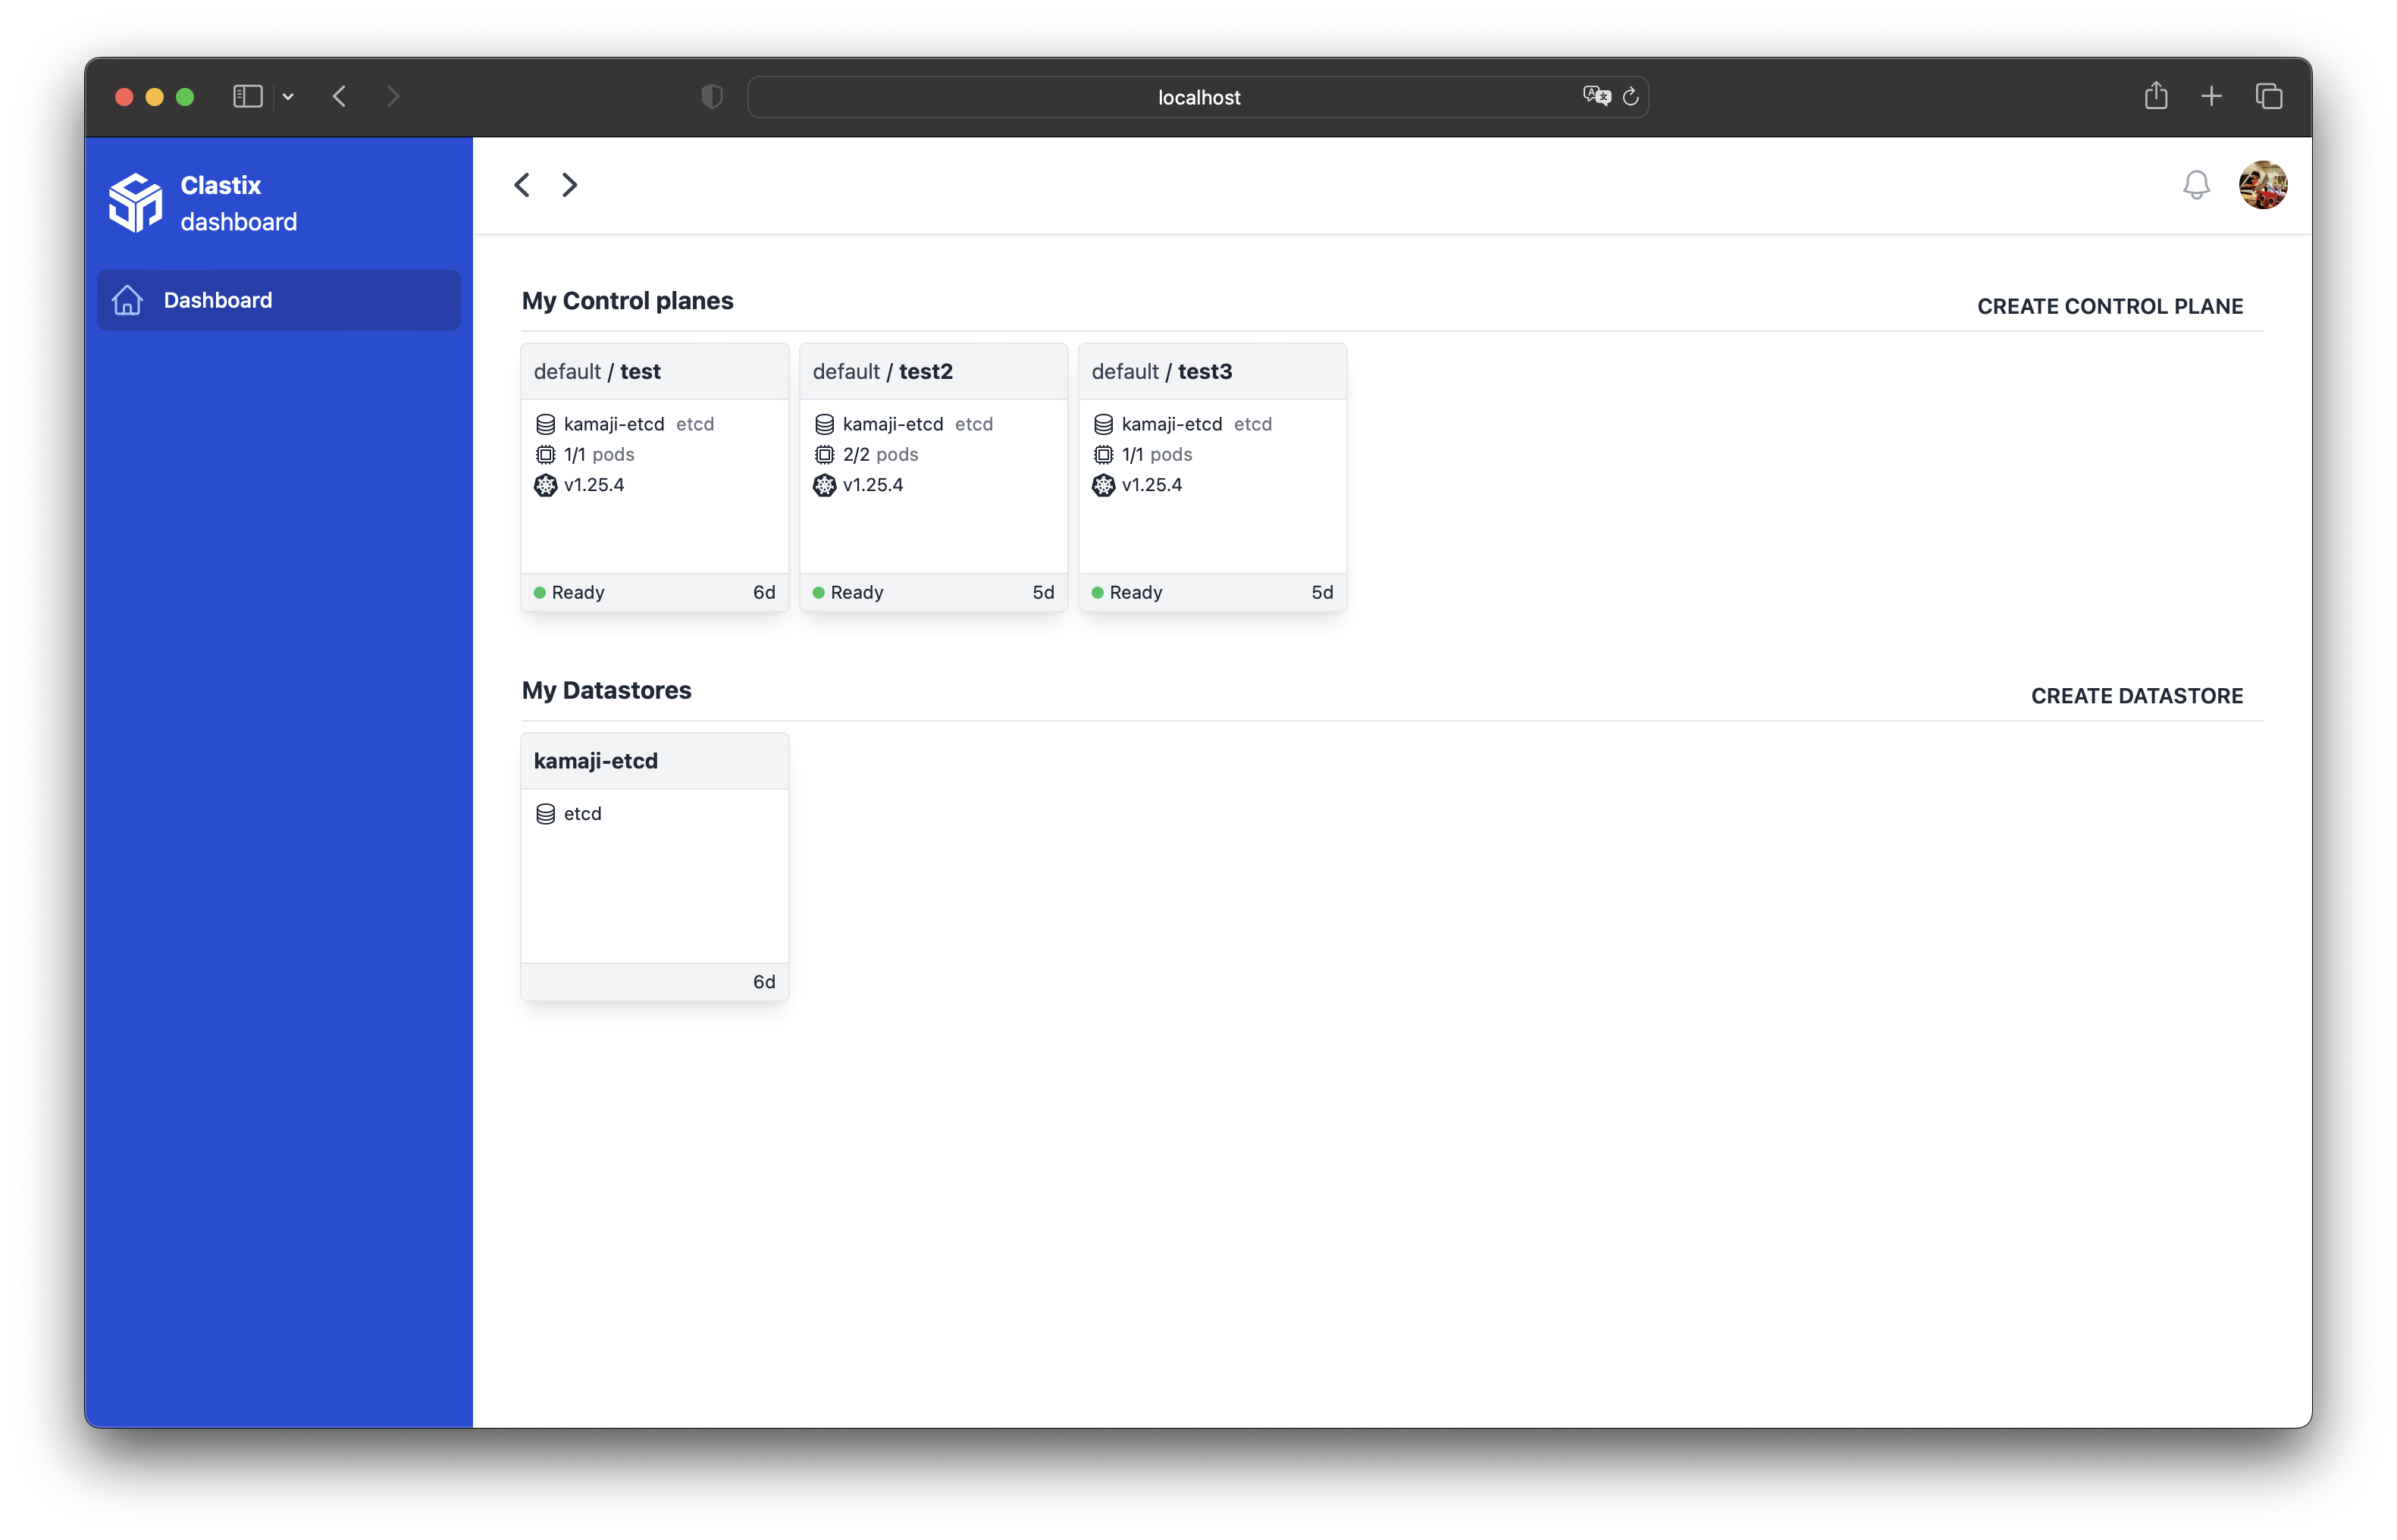 localhost
Clastix
dashboard
Dashboard
My Control planes
CREATE CONTROL PLANE
default / test
kamaji-etcd etcd
1/1 pods
v1.25.4
Ready 6d
default / test2
kamaji-etcd etcd
2/2 pods
v1.25.4
Ready 5d
default / test3
kamaji-etcd etcd
1/1 pods
v1.25.4
Ready 5d
My Datastores
CREATE DATASTORE
kamaji-etcd
etcd
6d